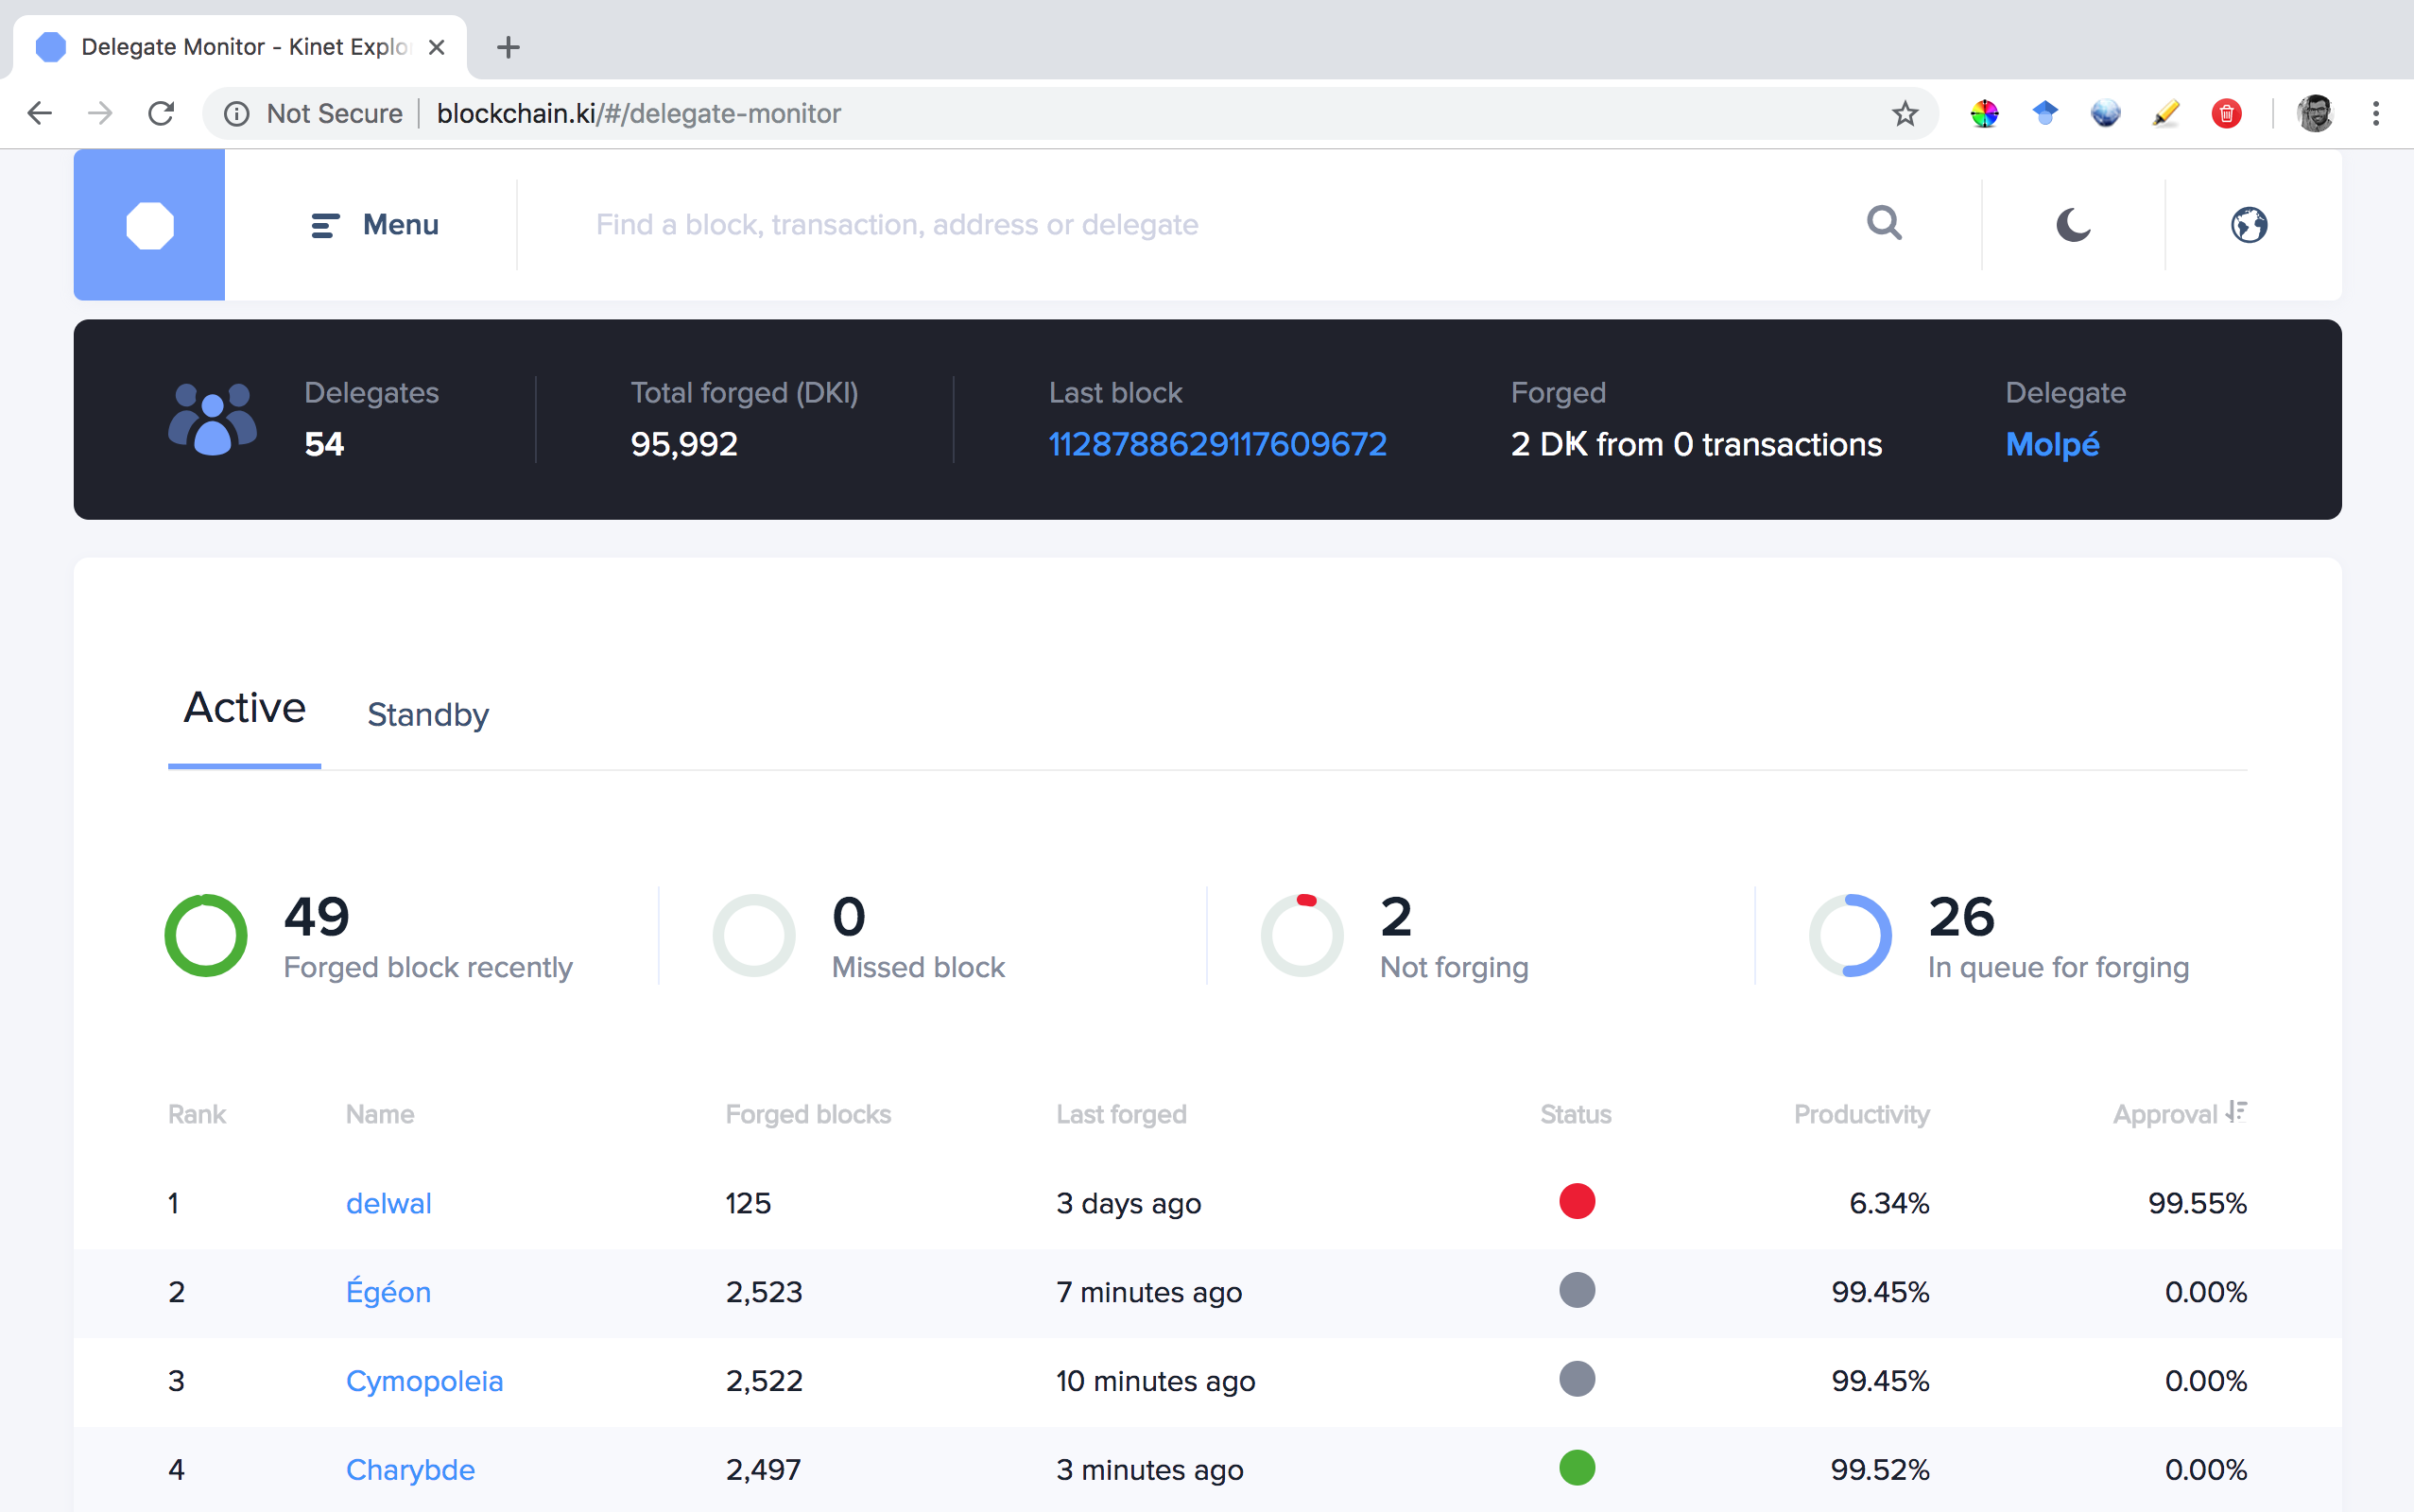 Delegate Monitor - Kinet Explo
Not Secure | blockchain.ki/#/delegate-monitor
Menu
Find a block, transaction, address or delegate
Delegates
54
Total forged (DKI)
95,992
Last block
1128788629117609672
Forged
2 DѤ from 0 transactions
Delegate
Molpé
Active
Standby
49
Forged block recently
0
Missed block
2
Not forging
26
In queue for forging
Rank Name Forged blocks Last forged Status Productivity Approval
1 delwal 125 3 days ago 6.34% 99.55%
2 Égéon 2,523 7 minutes ago 99.45% 0.00%
3 Cymopoleia 2,522 10 minutes ago 99.45% 0.00%
4 Charybde 2,497 3 minutes ago 99.52% 0.00%